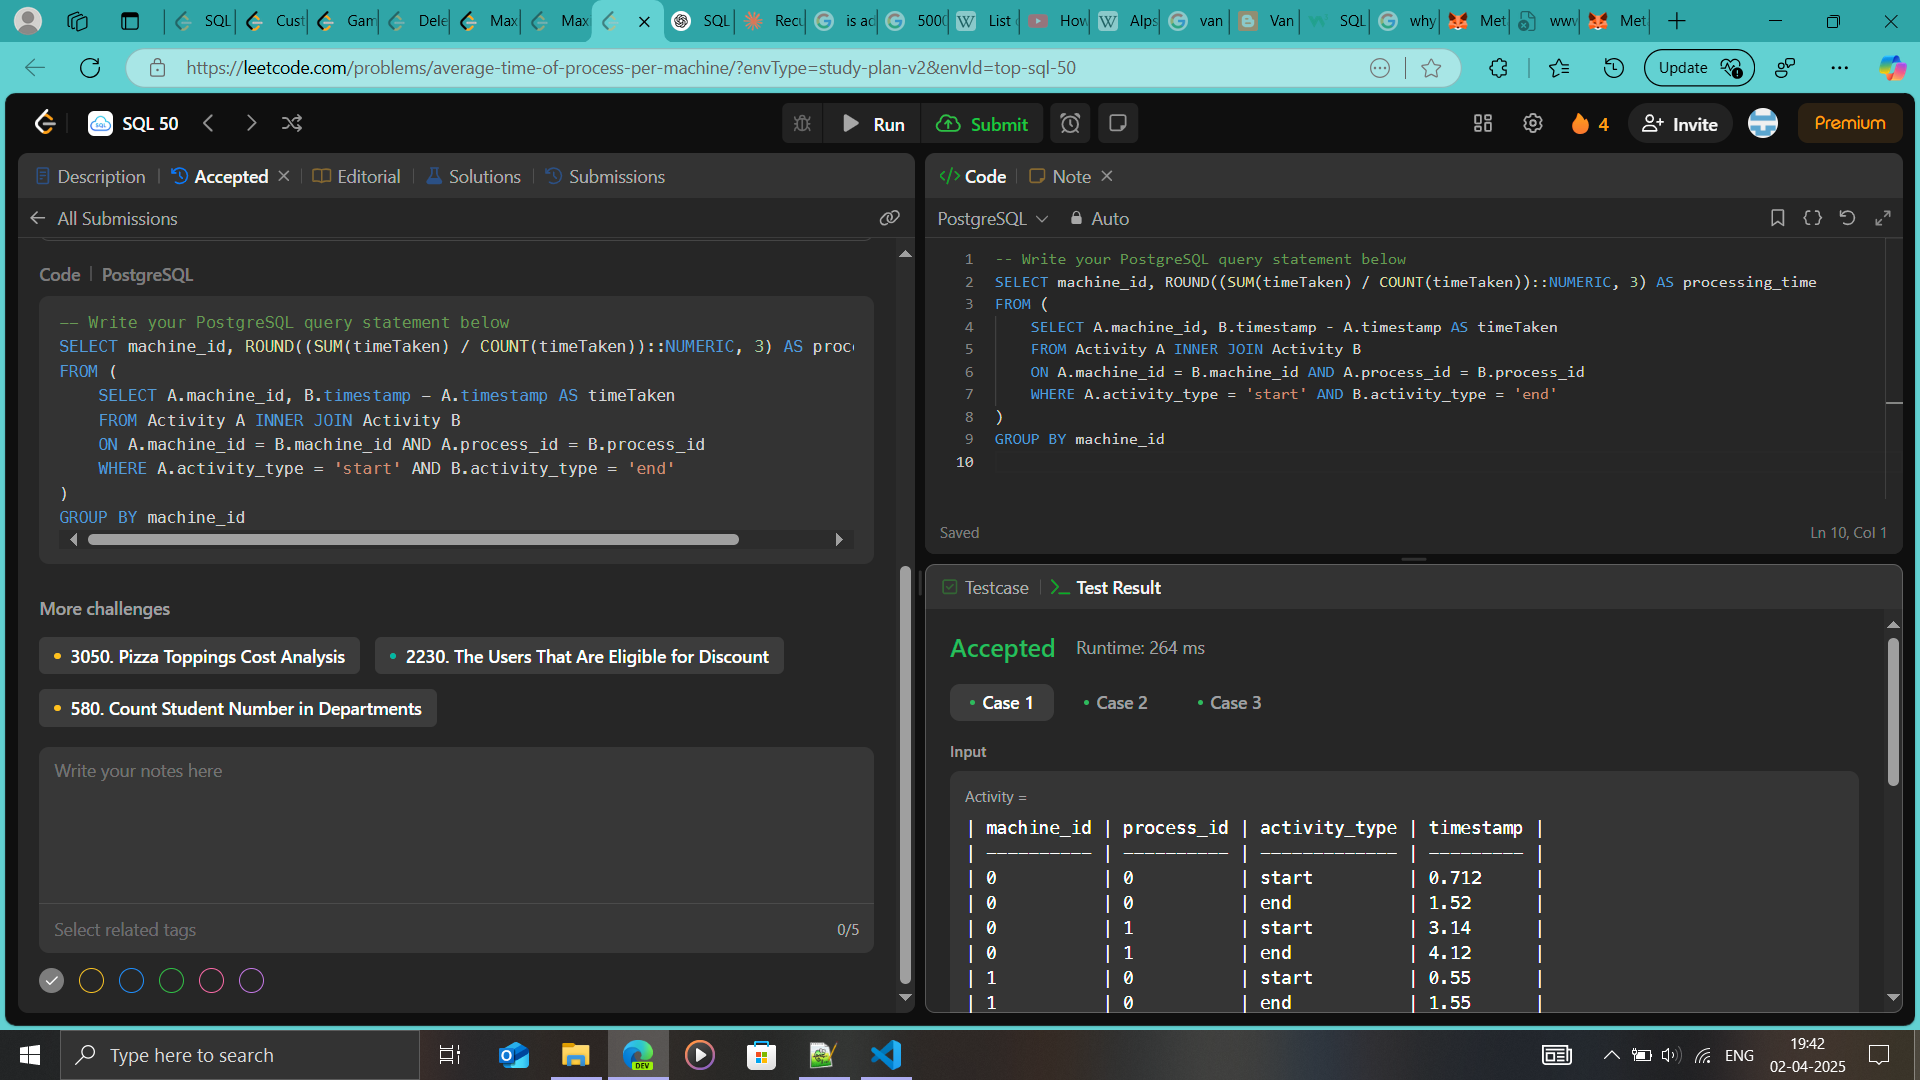 SQL
Cust
Gam
Dele
Max
Max
SQL
Recu
is ad
5000
List
How
Alps
van
Van
SQL
why
Met
www
Met
https://leetcode.com/problems/average-time-of-process-per-machine/?envType=study-plan-v2&envId=top-sql-50
Update
SQL 50
Run
Submit
4
Invite
Premium
Description
Accepted
Editorial
Solutions
Submissions
All Submissions
Code | PostgreSQL
-- Write your PostgreSQL query statement below
SELECT machine_id, ROUND((SUM(timeTaken) / COUNT(timeTaken))::NUMERIC, 3) AS proc
FROM (
SELECT A.machine_id, B.timestamp - A.timestamp AS timeTaken
FROM Activity A INNER JOIN Activity B
ON A.machine_id = B.machine_id AND A.process_id = B.process_id
WHERE A.activity_type = 'start' AND B.activity_type = 'end'
)
GROUP BY machine_id
More challenges
3050. Pizza Toppings Cost Analysis
2230. The Users That Are Eligible for Discount
580. Count Student Number in Departments
Write your notes here
Select related tags
0/5
</> Code
Note
PostgreSQL
Auto
1 -- Write your PostgreSQL query statement below
2 SELECT machine_id, ROUND((SUM(timeTaken) / COUNT(timeTaken))::NUMERIC, 3) AS processing_time
3 FROM (
4 SELECT A.machine_id, B.timestamp - A.timestamp AS timeTaken
5 FROM Activity A INNER JOIN Activity B
6 ON A.machine_id = B.machine_id AND A.process_id = B.process_id
7 WHERE A.activity_type = 'start' AND B.activity_type = 'end'
8 )
9 GROUP BY machine_id
10
Saved
Ln 10, Col 1
Testcase
Test Result
Accepted
Runtime: 264 ms
Case 1
Case 2
Case 3
Input
Activity =
| machine_id | process_id | activity_type | timestamp |
| ---------- | ---------- | ------------- | --------- |
| 0 | 0 | start | 0.712 |
| 0 | 0 | end | 1.52 |
| 0 | 1 | start | 3.14 |
| 0 | 1 | end | 4.12 |
| 1 | 0 | start | 0.55 |
| 1 | 0 | end | 1.55 |
Type here to search
DEV
ENG
19:42
02-04-2025